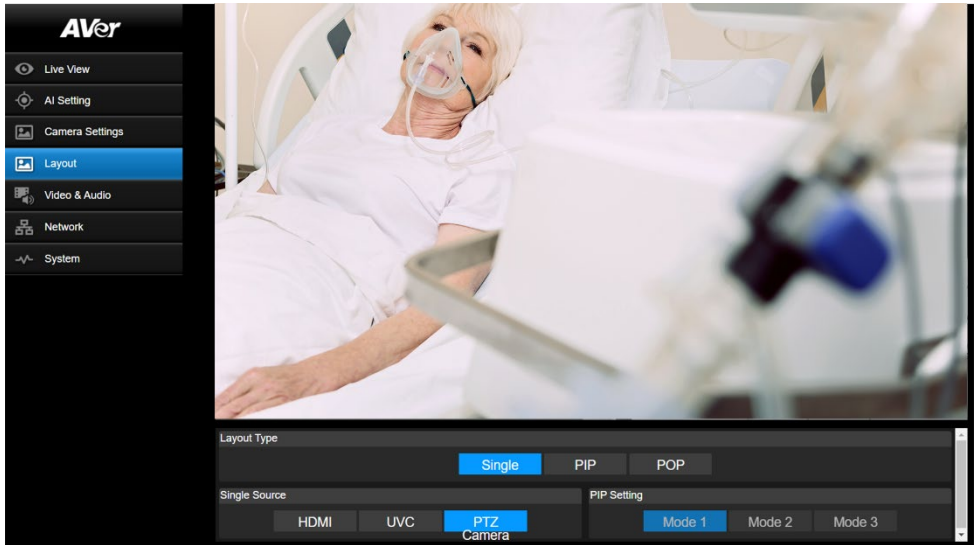 AVer
Live View
AI Setting
Camera Settings
Layout
Video & Audio
Network
System
Layout Type
Single PIP POP
Single Source PIP Setting
HDMI UVC PTZ Camera Mode 1 Mode 2 Mode 3